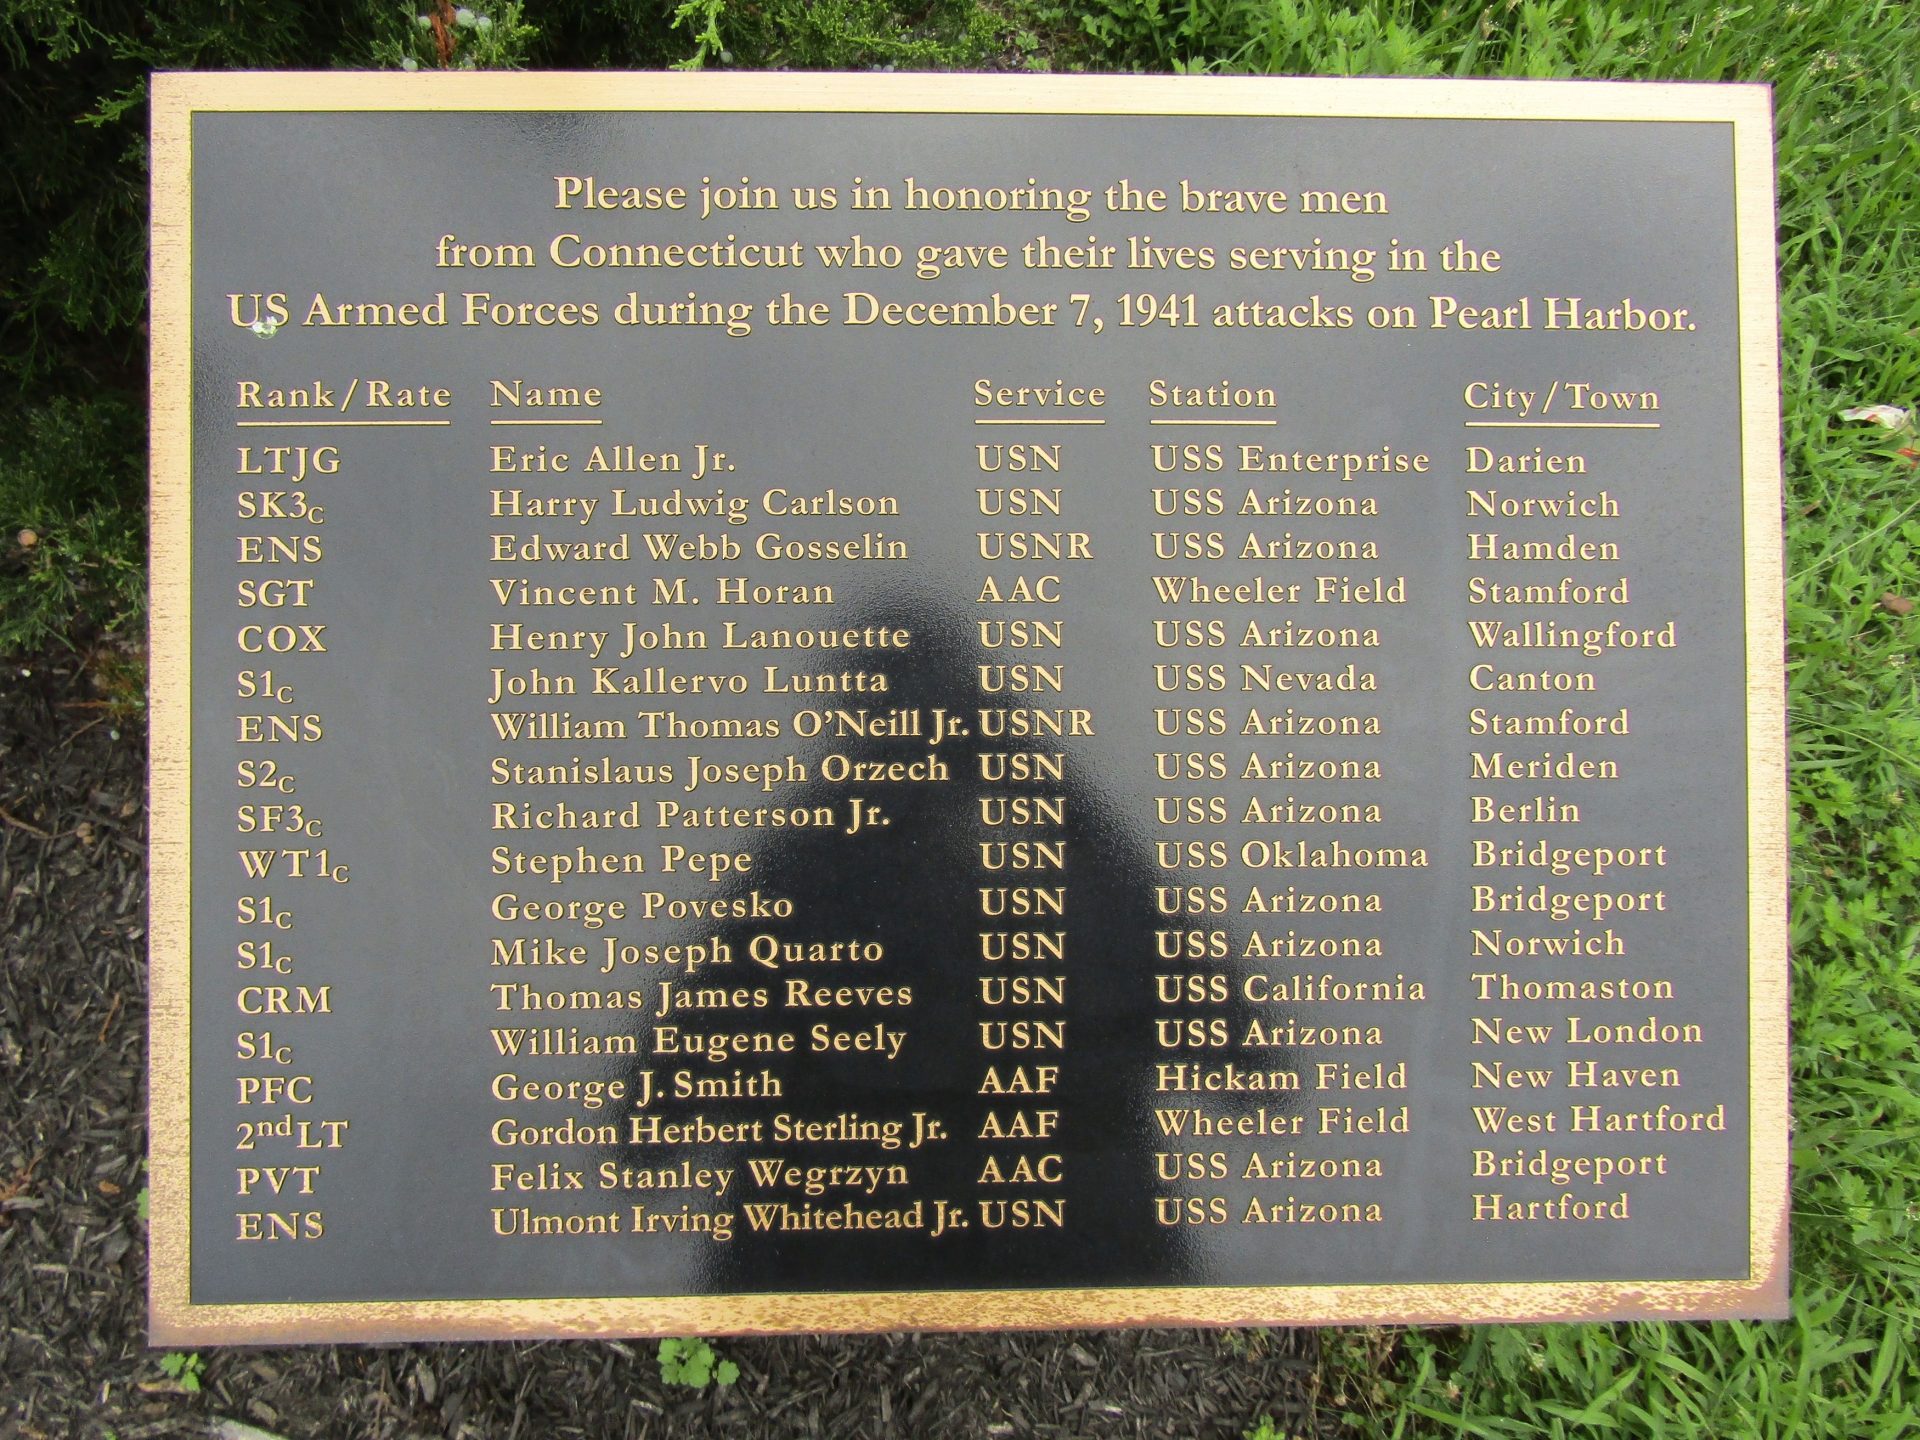 Please join us in honoring the brave men
from Connecticut who gave their lives serving in the
US Armed Forces during the December 7, 1941 attacks on Pearl Harbor.
Rank/Rate Name Service Station City/Town
LTJG Eric Allen Jr. USN USS Enterprise Darien
SK3c Harry Ludwig Carlson USN USS Arizona Norwich
ENS Edward Webb Gosselin USNR USS Arizona Hamden
SGT Vincent M. Horan AAC Wheeler Field Stamford
COX Henry John Lanouette USN USS Arizona Wallingford
S1c John Kallervo Luntta USN USS Nevada Canton
ENS William Thomas O'Neill Jr. USNR USS Arizona Stamford
S2c Stanislaus Joseph Orzech USN USS Arizona Meriden
SF3c Richard Patterson Jr. USN USS Arizona Berlin
WT1c Stephen Pepe USN USS Oklahoma Bridgeport
S1c George Povesko USN USS Arizona Bridgeport
S1c Mike Joseph Quarto USN USS Arizona Norwich
CRM Thomas James Reeves USN USS California Thomaston
S1c William Eugene Seely USN USS Arizona New London
PFC George J. Smith AAF Hickam Field New Haven
2nd LT Gordon Herbert Sterling Jr. AAF Wheeler Field West Hartford
PVT Felix Stanley Wegrzyn AAC USS Arizona Bridgeport
ENS Ulmont Irving Whitehead Jr. USN USS Arizona Hartford